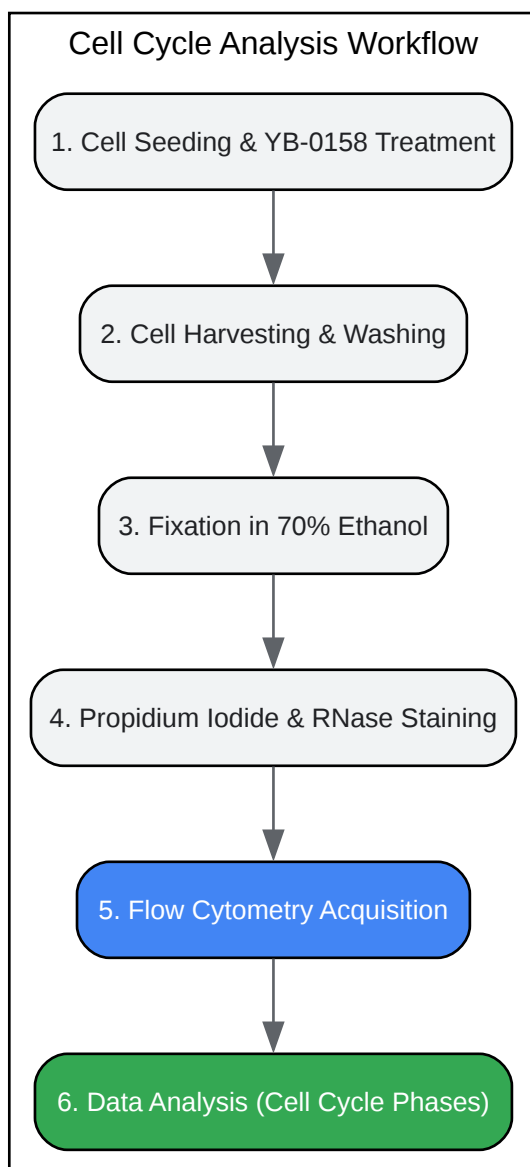 Cell Cycle Analysis Workflow
1. Cell Seeding & YB-0158 Treatment
2. Cell Harvesting & Washing
3. Fixation in 70% Ethanol
4. Propidium Iodide & RNase Staining
5. Flow Cytometry Acquisition
6. Data Analysis (Cell Cycle Phases)